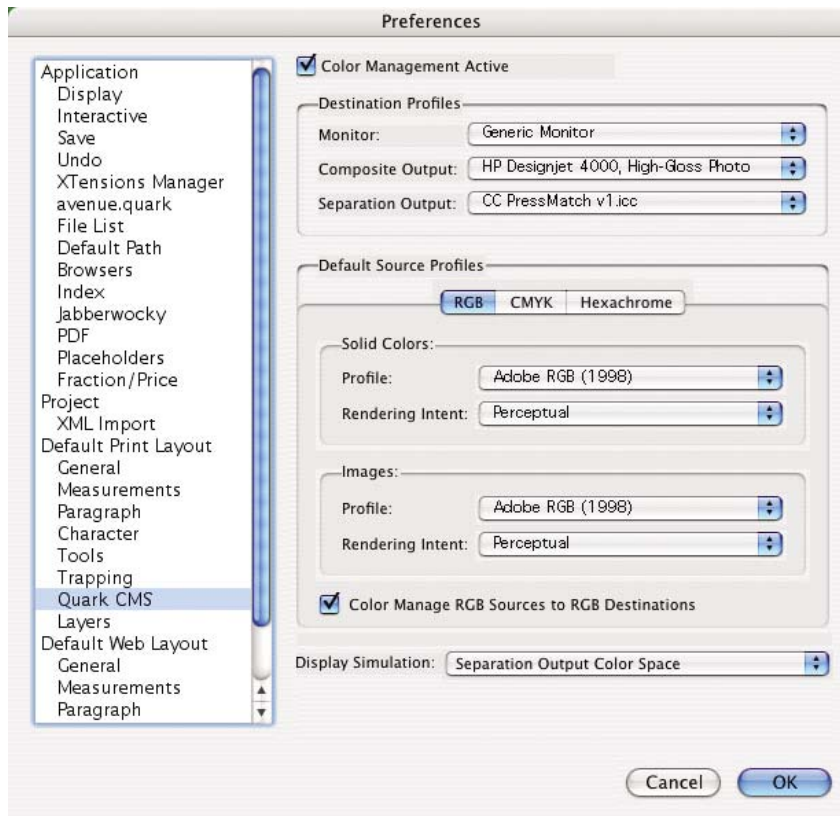 Preferences
Application
Display
Interactive
Save
Undo
XTensions Manager
avenue.quark
File List
Default Path
Browsers
Index
Jabberwocky
PDF
Placeholders
Fraction/Price
Project
XML Import
Default Print Layout
General
Measurements
Paragraph
Character
Tools
Trapping
Quark CMS
Layers
Default Web Layout
General
Measurements
Paragraph
Color Management Active
Destination Profiles
Monitor: Generic Monitor
Composite Output: HP Designjet 4000, High-Gloss Photo
Separation Output: CC PressMatch v1.icc
Default Source Profiles
RGB CMYK Hexachrome
Solid Colors:
Profile: Adobe RGB (1998)
Rendering Intent: Perceptual
Images:
Profile: Adobe RGB (1998)
Rendering Intent: Perceptual
Color Manage RGB Sources to RGB Destinations
Display Simulation: Separation Output Color Space
Cancel OK